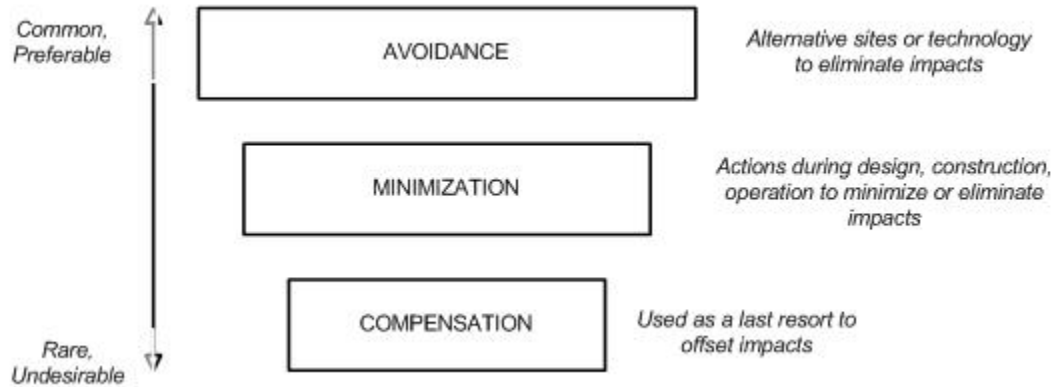 Common,
Preferable
AVOIDANCE
Alternative sites or technology
to eliminate impacts
MINIMIZATION
Actions during design, construction,
operation to minimize or eliminate
impacts
COMPENSATION
Used as a last resort to
offset impacts
Rare,
Undesirable